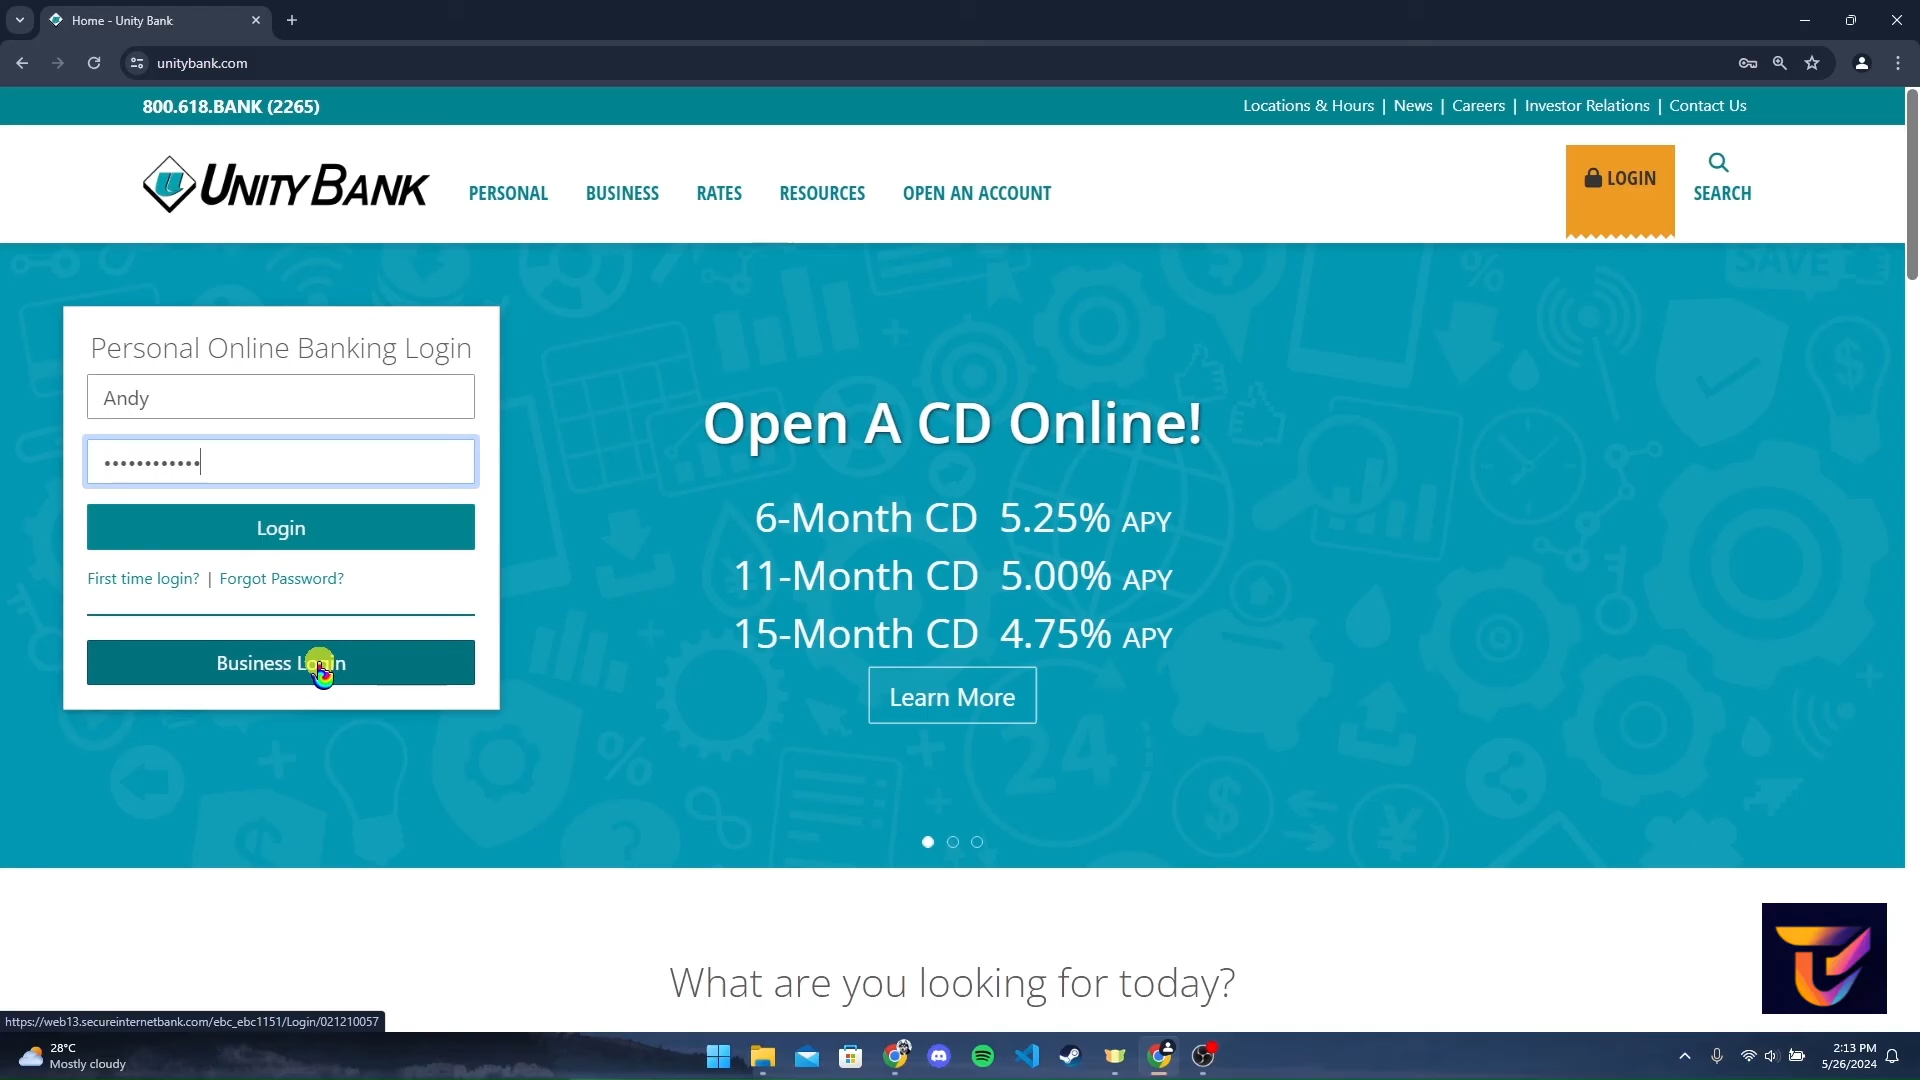 Home - Unity Bank
unitybank.com
800.618.BANK (2265)
Locations & Hours | News | Careers | Investor Relations | Contact Us
UNITY BANK
PERSONAL BUSINESS RATES RESOURCES OPEN AN ACCOUNT
LOGIN
SEARCH
Personal Online Banking Login
Andy
••••••••••••
Login
First time login? | Forgot Password?
Business Login
Open A CD Online!
6-Month CD 5.25% APY
11-Month CD 5.00% APY
15-Month CD 4.75% APY
Learn More
SAVE
24
What are you looking for today?
https://web13.secureinternetbank.com/ebc_ebc1151/Login/021210057
28°C
Mostly cloudy
2:13 PM
5/26/2024